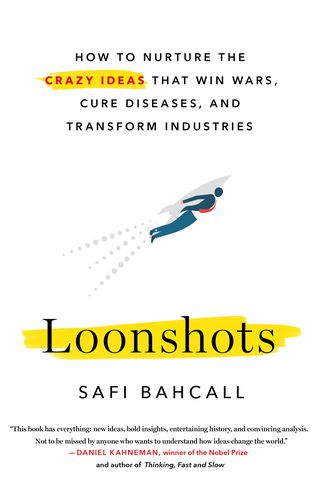 HOW TO NURTURE THE
CRAZY IDEAS THAT WIN WARS,
CURE DISEASES, AND
TRANSFORM INDUSTRIES
Loonshots
SAFI BAHCALL
“This book has everything: new ideas, bold insights, entertaining history, and convincing analysis.
Not to be missed by anyone who wants to understand how ideas change the world.”
—DANIEL KAHNEMAN, winner of the Nobel Prize
and author of Thinking, Fast and Slow